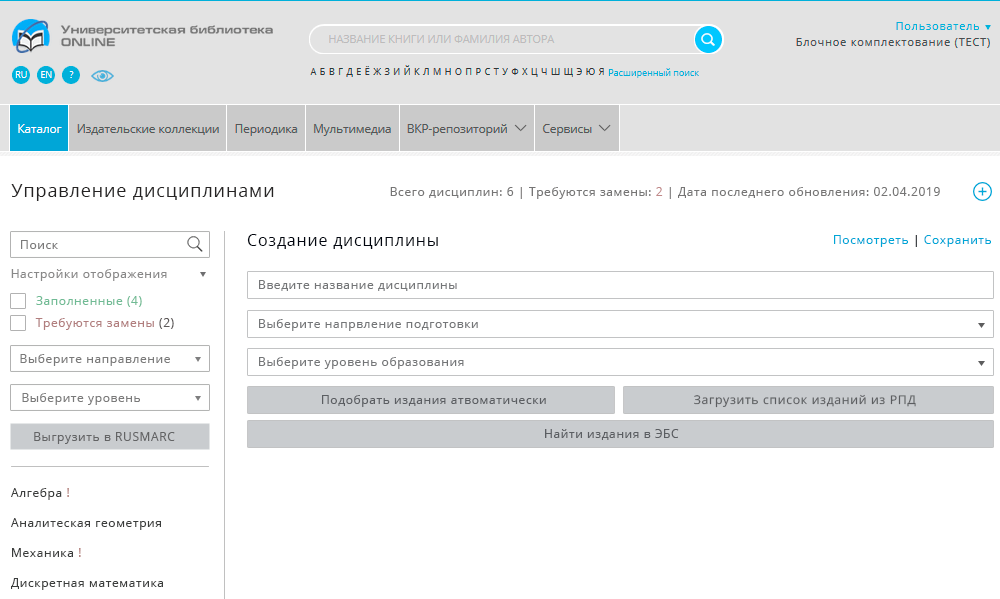 Университетская библиотека
ONLINE
НАЗВАНИЕ КНИГИ ИЛИ ФАМИЛИЯ АВТОРА
Пользователь
Блочное комплектование (ТЕСТ)
RU EN ?
А Б В Г Д Е Ё Ж З И Й К Л М Н О П Р С Т У Ф Х Ц Ч Ш Щ Э Ю Я Расширенный поиск
Каталог Издательские коллекции Периодика Мультимедиа ВКР-репозиторий Сервисы
Управление дисциплинами
Всего дисциплин: 6 | Требуются замены: 2 | Дата последнего обновления: 02.04.2019
Поиск
Настройки отображения
Заполненные (4)
Требуются замены (2)
Выберите направление
Выберите уровень
Выгрузить в RUSMARC
Алгебра !
Аналитеская геометрия
Механика !
Дискретная математика
Создание дисциплины
Посмотреть | Сохранить
Введите название дисциплины
Выберите напрвление подготовки
Выберите уровень образования
Подобрать издания атвоматически
Загрузить список изданий из РПД
Найти издания в ЭБС